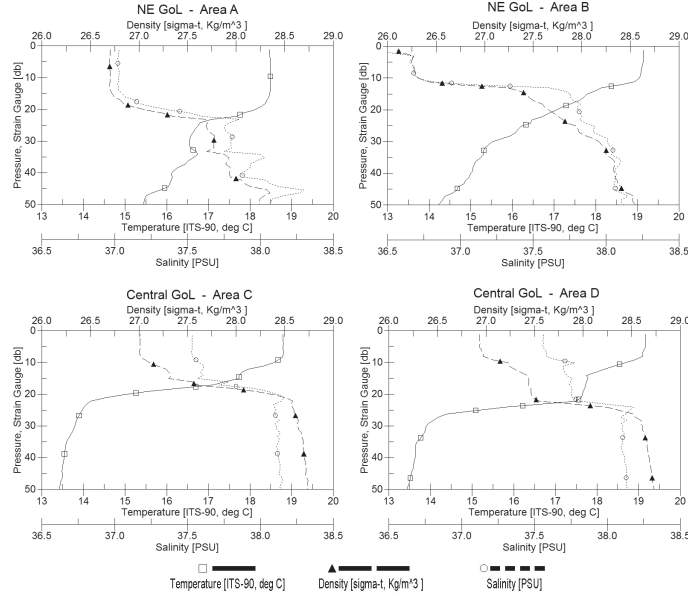 NE GoL - Area A
Density [sigma-t, Kg/m^3 ]
26.0 26.5 27.0 27.5 28.0 28.5 29.0
Pressure, Strain Gauge [db]
0
10
20
30
40
50
13 14 15 16 17 18 19 20
Temperature [ITS-90, deg C]
36.5 37.0 37.5 38.0 38.5
Salinity [PSU]
NE GoL - Area B
Density [sigma-t, Kg/m^3 ]
26.0 26.5 27.0 27.5 28.0 28.5 29.0
Pressure, Strain Gauge [db]
0
10
20
30
40
50
14 15 16 17 18 19 20
Temperature [ITS-90, deg C]
36.5 37.0 37.5 38.0 38.5
Salinity [PSU]
Central GoL - Area C
Density [sigma-t, Kg/m^3 ]
26.0 26.5 27.0 27.5 28.0 28.5 29.0
Pressure, Strain Gauge [db]
0
10
20
30
40
50
13 14 15 16 17 18 19 20
Temperature [ITS-90, deg C]
36.5 37.0 37.5 38.0 38.5
Salinity [PSU]
Central GoL - Area D
Density [sigma-t, Kg/m^3 ]
26.0 26.5 27.0 27.5 28.0 28.5 29.0
Pressure, Strain Gauge [db]
0
10
20
30
40
50
13 14 15 16 17 18 19 20
Temperature [ITS-90, deg C]
36.5 37.0 37.5 38.0 38.5
Salinity [PSU]
Temperature [ITS-90, deg C] Density [sigma-t, Kg/m^3 ] Salinity [PSU]